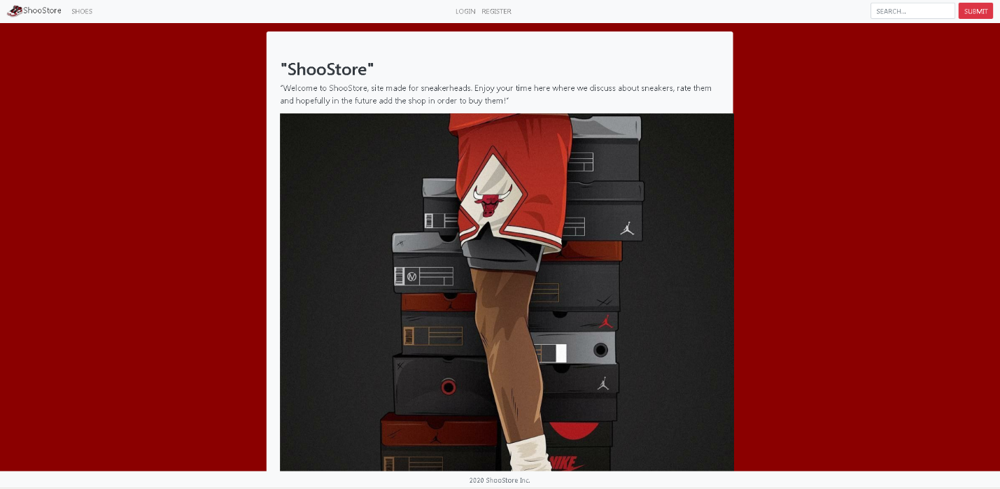 ShooStore SHOES LOGIN REGISTER SEARCH... SUBMIT
"ShooStore"
"Welcome to ShooStore, site made for sneakerheads. Enjoy your time here where we discuss about sneakers, rate them
and hopefully in the future add the shop in order to buy them!"
NIKE
2020 ShooStore Inc.